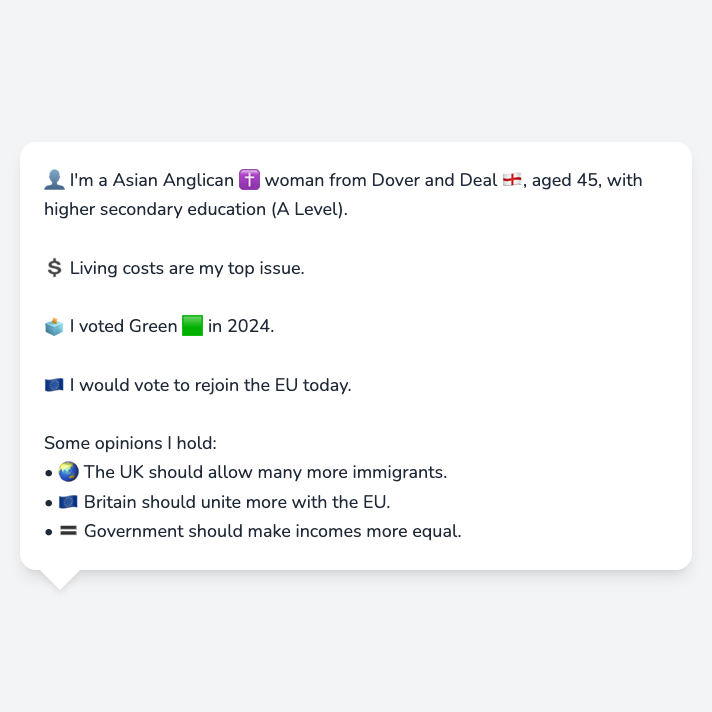 👤 I'm a Asian Anglican ✝️ woman from Dover and Deal 🏴󠁧󠁢󠁥󠁮󠁧󠁿, aged 45, with
higher secondary education (A Level).
💲 Living costs are my top issue.
🗳️ I voted Green 🟩 in 2024.
🇪🇺 I would vote to rejoin the EU today.
Some opinions I hold:
• 🌏 The UK should allow many more immigrants.
• 🇪🇺 Britain should unite more with the EU.
• 🟰 Government should make incomes more equal.